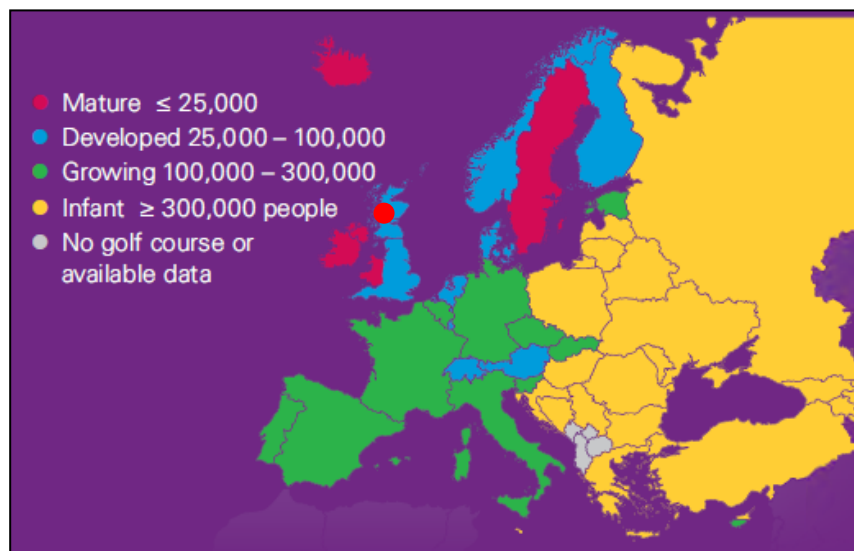 Mature ≤ 25,000
Developed 25,000 – 100,000
Growing 100,000 – 300,000
Infant ≥ 300,000 people
No golf course or
available data